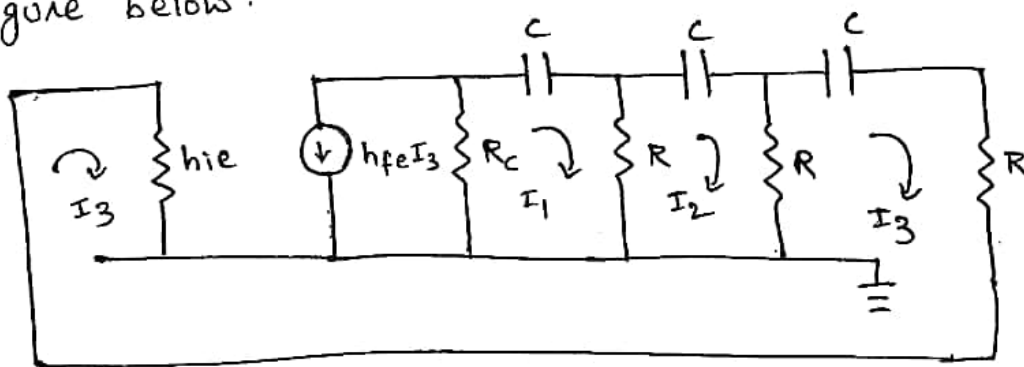 gure below.
C C C
hie hfeI3 RC R R R
I3 I1 I2 I3